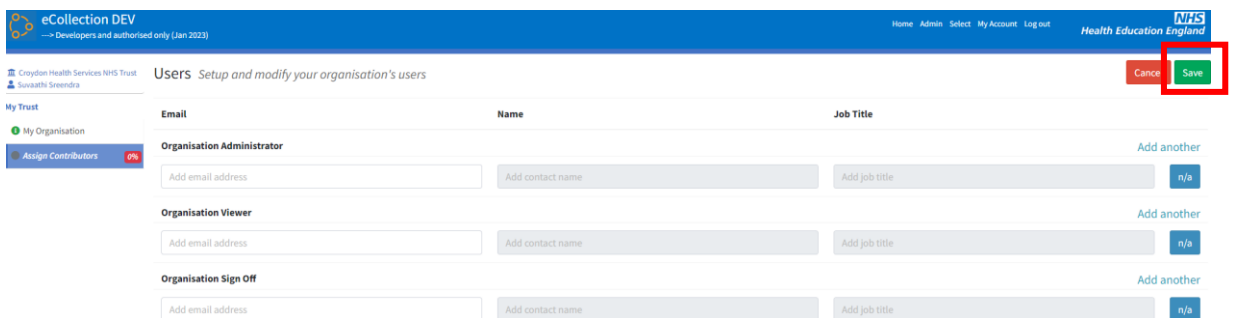 eCollection DEV
---> Developers and authorised only (Jan 2023)
Home Admin Select My Account Log out
NHS
Health Education England
Croydon Health Services NHS Trust
Suvaathi Sreendra
Users Setup and modify your organisation's users
Cance Save
My Trust
My Organisation
Assign Contributors 0%
Email Name Job Title
Organisation Administrator Add another
Add email address Add contact name Add job title n/a
Organisation Viewer Add another
Add email address Add contact name Add job title n/a
Organisation Sign Off Add another
Add email address Add contact name Add job title n/a